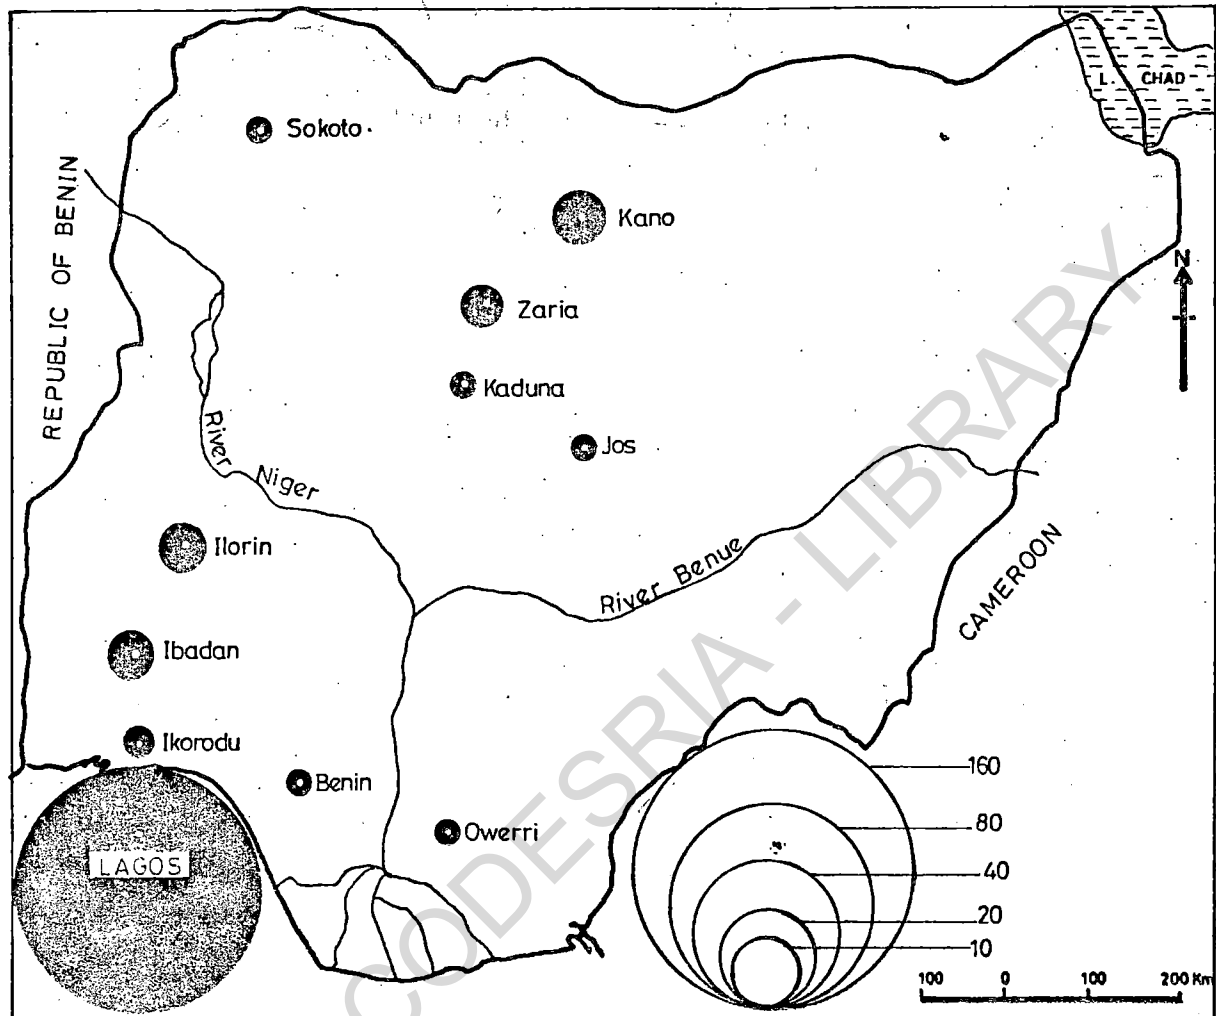 L. CHAD
Sokoto.
REPUBLIC OF BENIN
Kano
N
Zaria
Kaduna
Jos
River Niger
Ilorin
River Benue
CAMEROON
Ibadan
Ikorodu
160
Benin
80
Owerri
LAGOS
40
20
10
100 0 100 200 Km
CODESRIA - LIBRARY